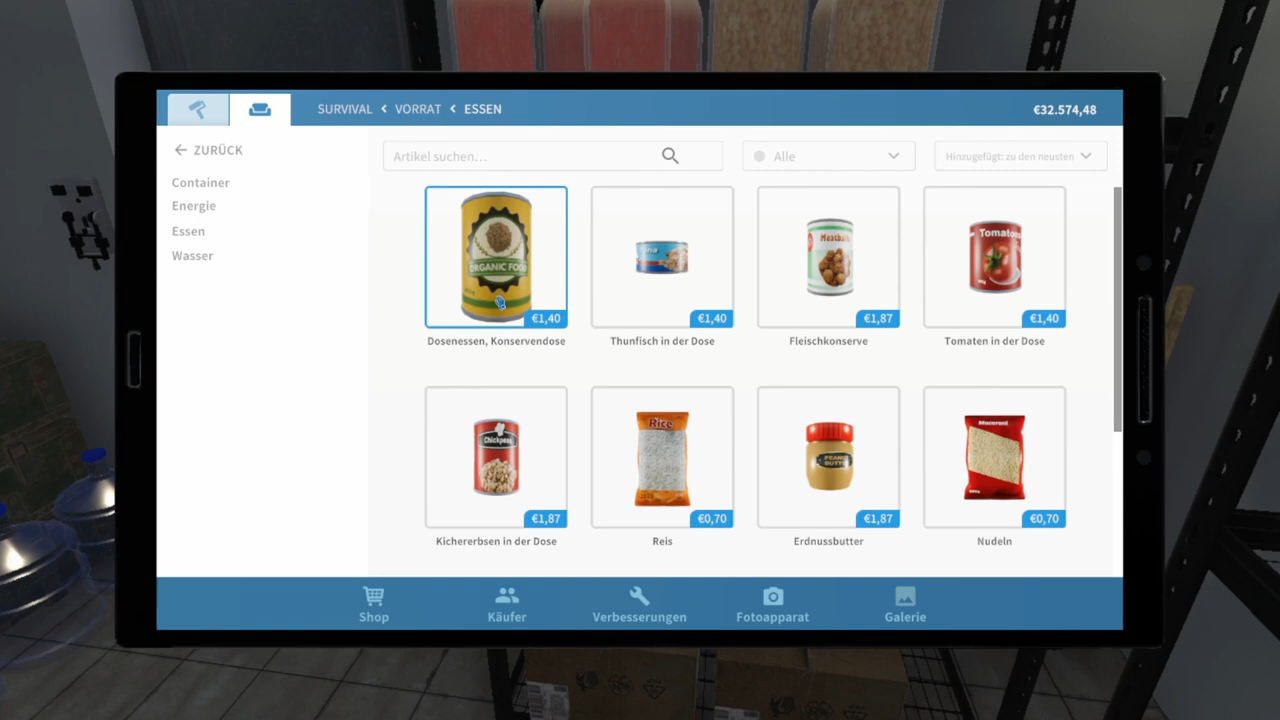 SURVIVAL < VORRAT < ESSEN
€32.574,48
← ZURÜCK
Container
Energie
Essen
Wasser
Artikel suchen...
Alle
Hinzugefügt: zu den neusten
ORGANIC FOOD
€1,40
€1,40
Meatballs
€1,87
Tomatoes
€1,40
Dosenessen, Konservendose
Thunfisch in der Dose
Fleischkonserve
Tomaten in der Dose
Chickpeas
€1,87
Rice
€0,70
PEANUT
BUTTER
€1,87
Macaroni
€0,70
Kichererbsen in der Dose
Reis
Erdnussbutter
Nudeln
Shop
Käufer
Verbesserungen
Fotoapparat
Galerie